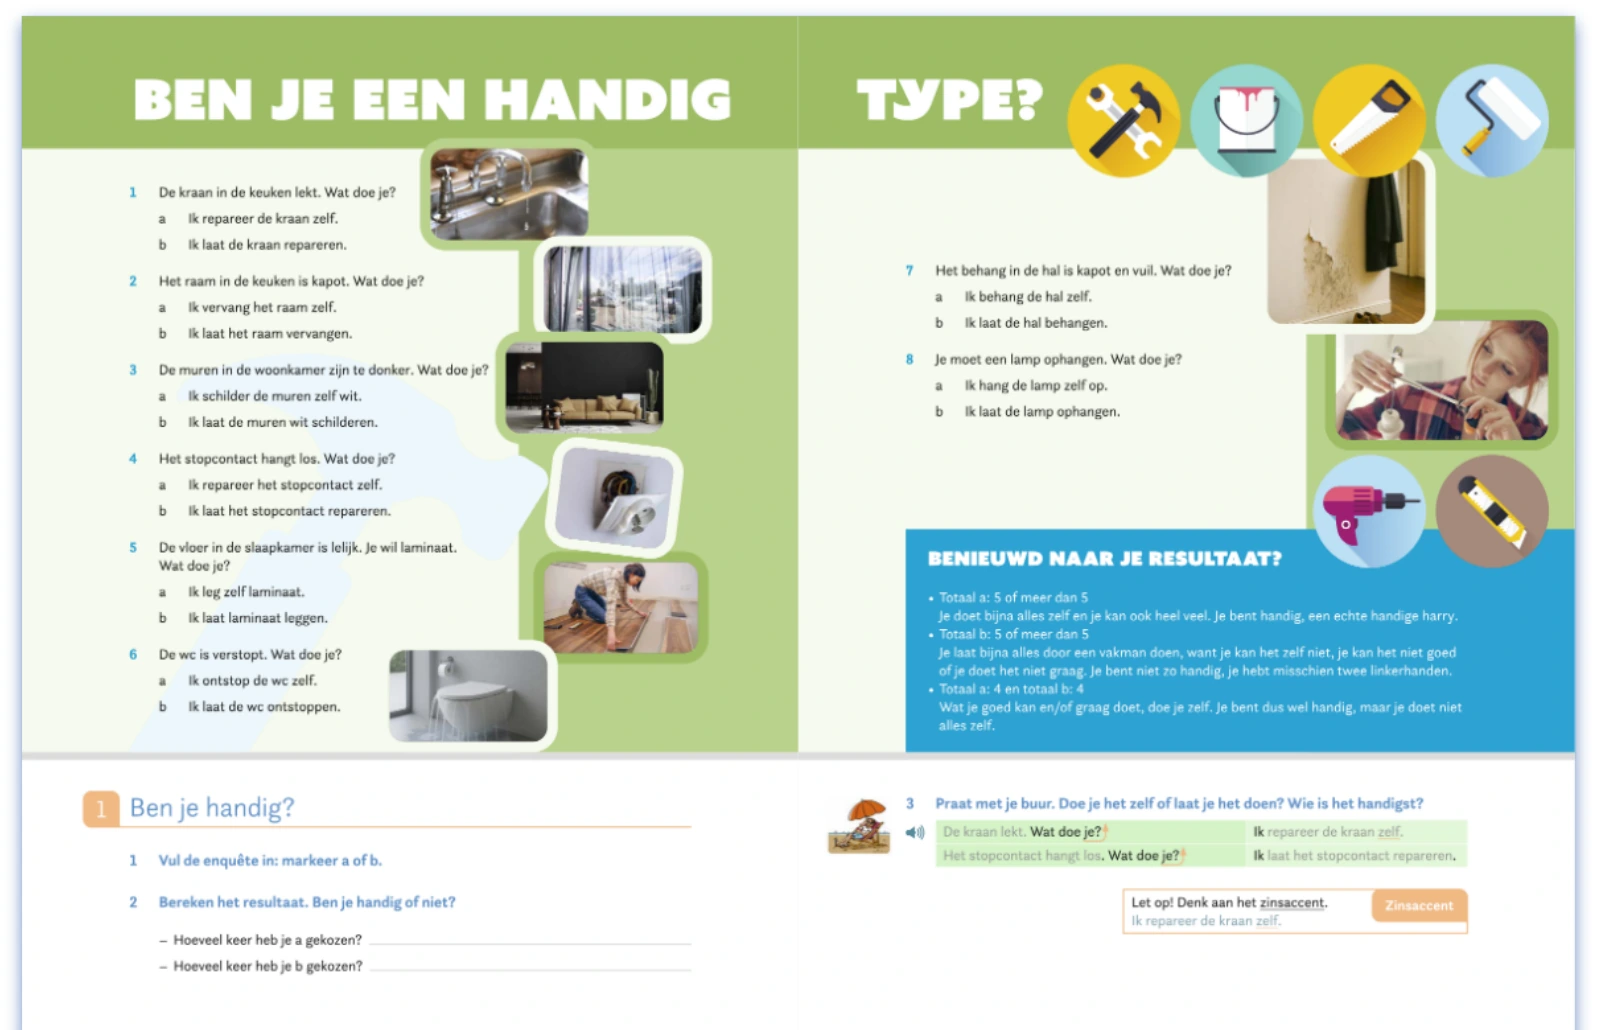 BEN JE EEN HANDIG TYPE?
1 De kraan in de keuken lekt. Wat doe je?
a Ik repareer de kraan zelf.
b Ik laat de kraan repareren.
2 Het raam in de keuken is kapot. Wat doe je?
a Ik vervang het raam zelf.
b Ik laat het raam vervangen.
3 De muren in de woonkamer zijn te donker. Wat doe je?
a Ik schilder de muren zelf wit.
b Ik laat de muren wit schilderen.
4 Het stopcontact hangt los. Wat doe je?
a Ik repareer het stopcontact zelf.
b Ik laat het stopcontact repareren.
5 De vloer in de slaapkamer is lelijk. Je wil laminaat.
Wat doe je?
a Ik leg zelf laminaat.
b Ik laat laminaat leggen.
6 De wc is verstopt. Wat doe je?
a Ik ontstop de wc zelf.
b Ik laat de wc ontstoppen.
7 Het behang in de hal is kapot en vuil. Wat doe je?
a Ik behang de hal zelf.
b Ik laat de hal behangen.
8 Je moet een lamp ophangen. Wat doe je?
a Ik hang de lamp zelf op.
b Ik laat de lamp ophangen.
BENIEUWD NAAR JE RESULTAAT?
• Totaal a: 5 of meer dan 5
Je doet bijna alles zelf en je kan ook heel veel. Je bent handig, een echte handige harry.
• Totaal b: 5 of meer dan 5
Je laat bijna alles door een vakman doen, want je kan het zelf niet, je kan het niet goed
of je doet het niet graag. Je bent niet zo handig, je hebt misschien twee linkerhanden.
• Totaal a: 4 en totaal b: 4
Wat je goed kan en/of graag doet, doe je zelf. Je bent dus wel handig, maar je doet niet
alles zelf.
1 Ben je handig?
1 Vul de enquête in: markeer a of b.
2 Bereken het resultaat. Ben je handig of niet?
– Hoeveel keer heb je a gekozen?
– Hoeveel keer heb je b gekozen?
3 Praat met je buur. Doe je het zelf of laat je het doen? Wie is het handigst?
De kraan lekt. Wat doe je? Ik repareer de kraan zelf.
Het stopcontact hangt los. Wat doe je? Ik laat het stopcontact repareren.
Let op! Denk aan het zinsaccent. Zinsaccent
Ik repareer de kraan zelf.